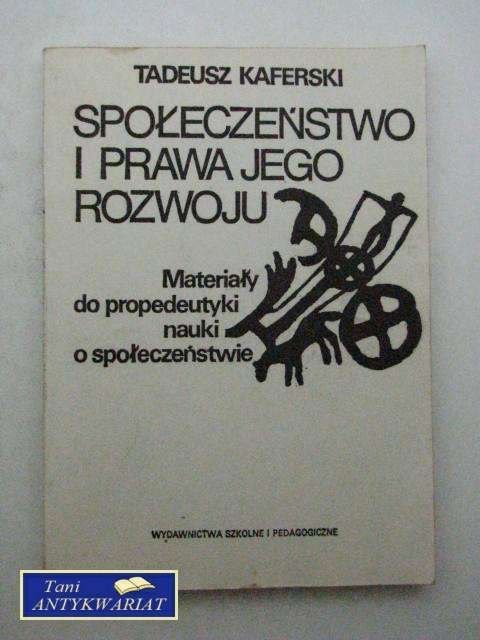 TADEUSZ KAFERSKI
SPOŁECZEŃSTWO
I PRAWA JEGO
ROZWOJU
Materiały
do propedeutyki
nauki
o społeczeństwie
WYDAWNICTWA SZKOLNE I PEDAGOGICZNE
Tani
ANTYKWARIAT